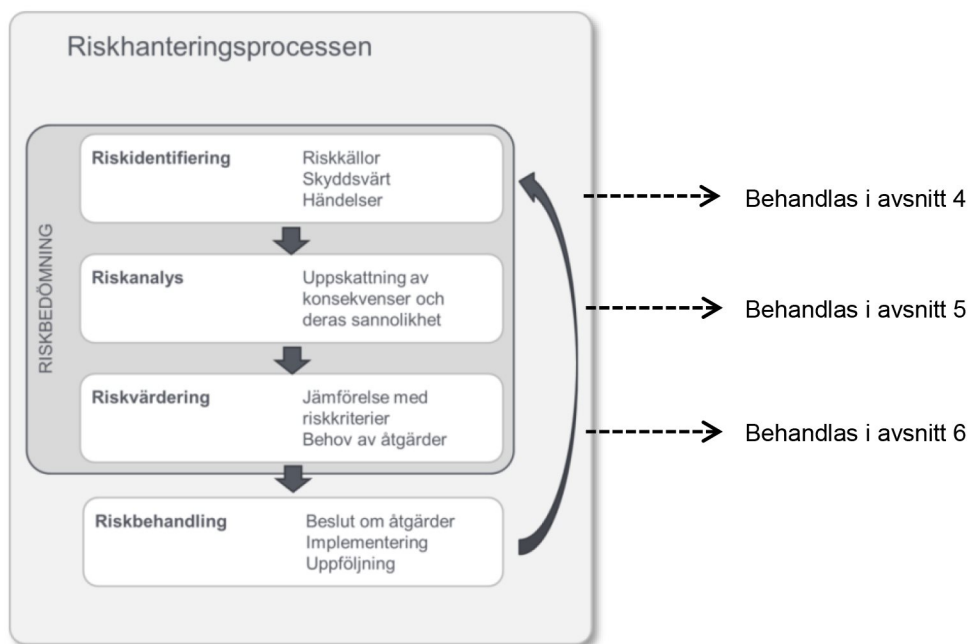 Riskhanteringsprocessen
RISKBEDÖMNING
Riskidentifiering
Riskkällor
Skyddsvärt
Händelser
Behandlas i avsnitt 4
Riskanalys
Uppskattning av
konsekvenser och
deras sannolikhet
Behandlas i avsnitt 5
Riskvärdering
Jämförelse med
riskkriterier
Behov av åtgärder
Behandlas i avsnitt 6
Riskbehandling
Beslut om åtgärder
Implementering
Uppföljning